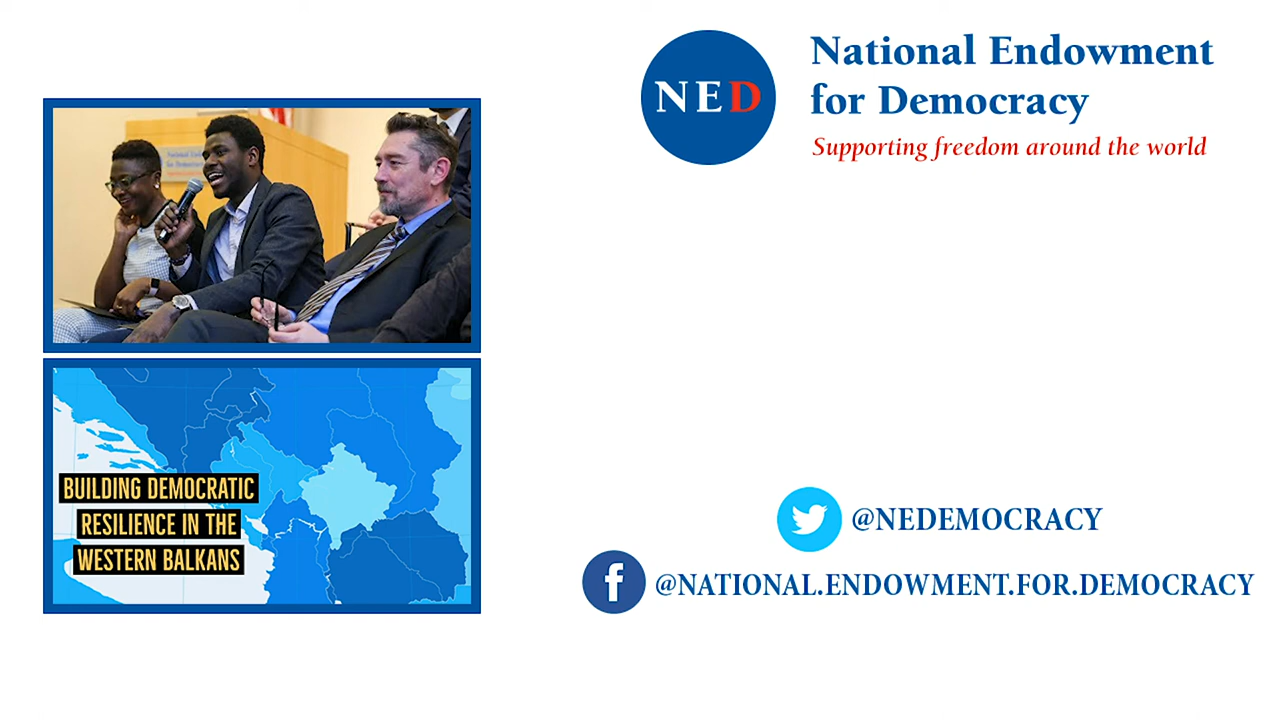 NED
National Endowment
for Democracy
Supporting freedom around the world
BUILDING DEMOCRATIC
RESILIENCE IN THE
WESTERN BALKANS
@NEDEMOCRACY
@NATIONAL.ENDOWMENT.FOR.DEMOCRACY